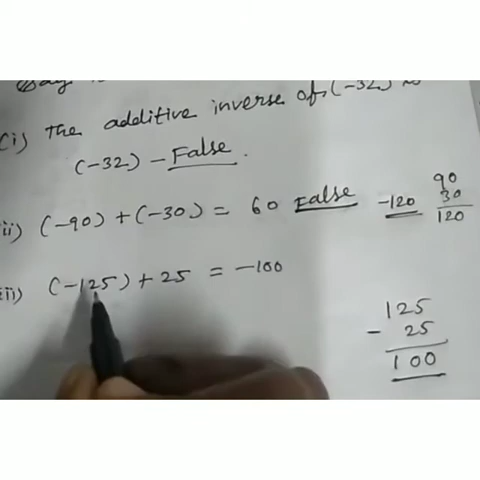 (i) The additive inverse of (-32) is
(-32) - False.
ii) (-90) + (-30) = 60 False -120
90
30
120
iii) (-125) + 25 = -100
125
- 25
100